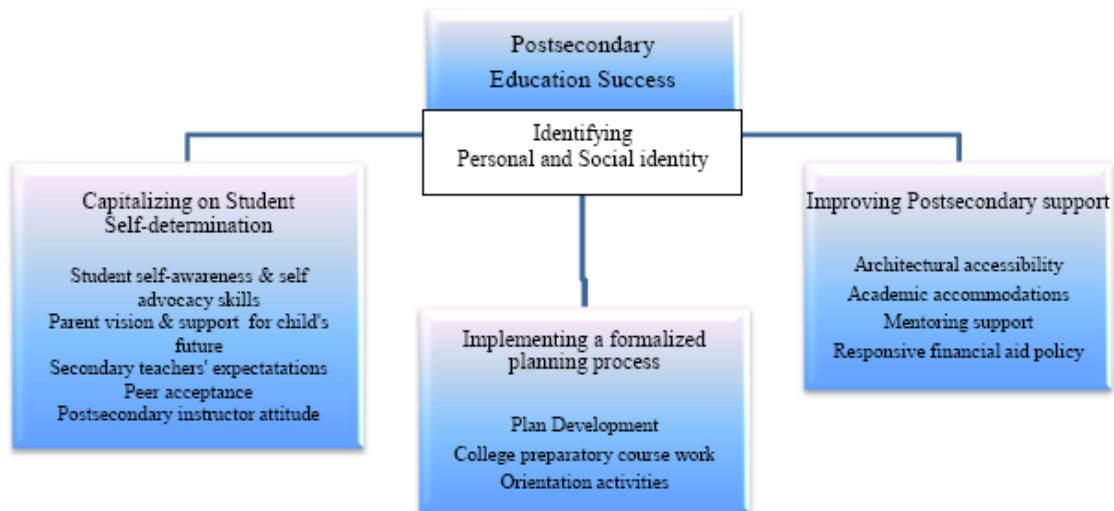 Postsecondary
Education Success
Identifying
Personal and Social identity
Capitalizing on Student
Self-determination
Student self-awareness & self
advocacy skills
Parent vision & support for child's
future
Secondary teachers' expectatations
Peer acceptance
Postsecondary instructor attitude
Implementing a formalized
planning process
Plan Development
College preparatory course work
Orientation activities
Improving Postsecondary support
Architectural accessibility
Academic accommodations
Mentoring support
Responsive financial aid policy